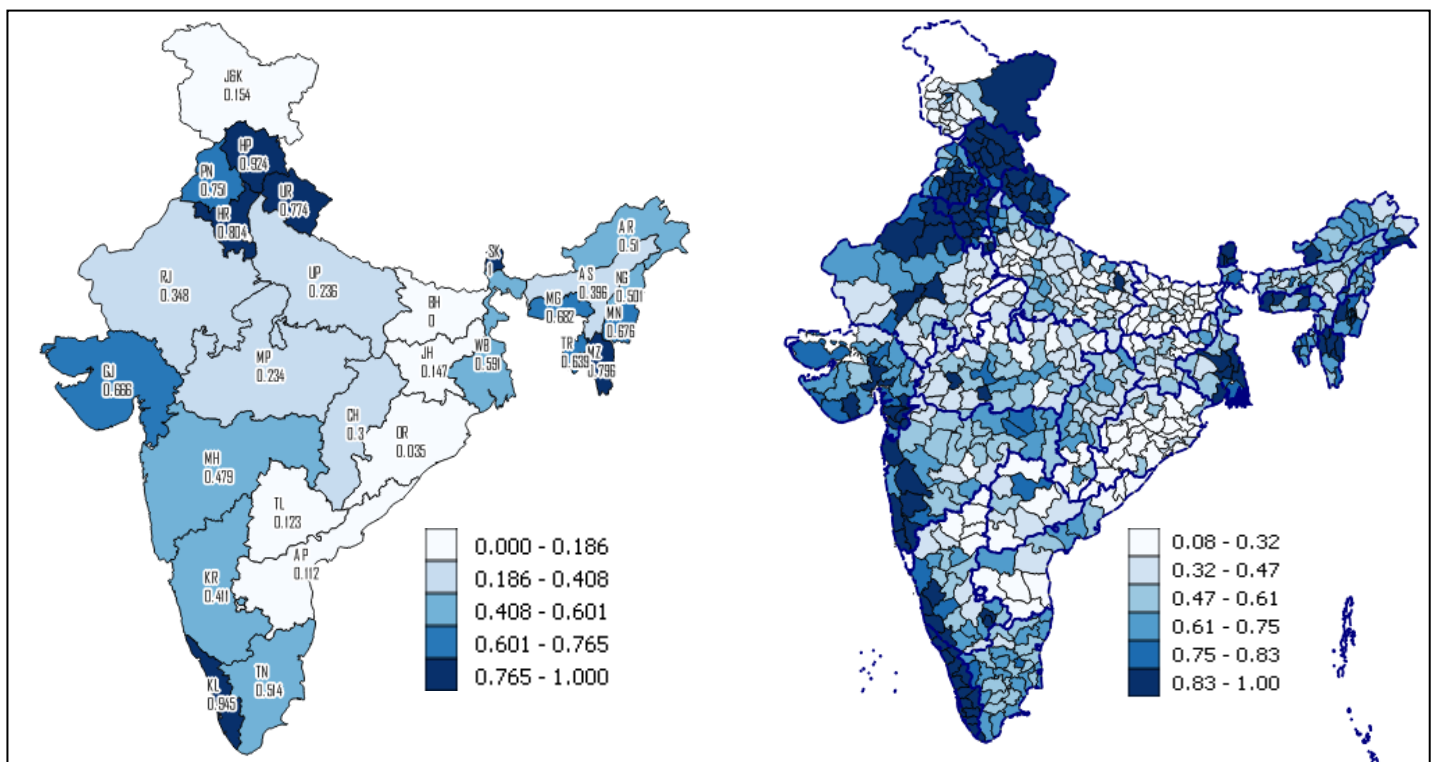 J&K
0.154
HP
0.924
PN
0.751
UR
0.774
HR
0.804
RJ
0.348
UP
0.236
BH
0
SK
1
AR
0.51
AS
0.396
NG
0.501
MG
0.682
MN
0.676
TR
0.639
MZ
0.796
WB
0.591
JH
0.147
MP
0.234
GJ
0.666
CH
0.3
OR
0.035
MH
0.479
TL
0.123
AP
0.112
KR
0.411
TN
0.514
KL
0.945
0.000 - 0.186
0.186 - 0.408
0.408 - 0.601
0.601 - 0.765
0.765 - 1.000
0.08 - 0.32
0.32 - 0.47
0.47 - 0.61
0.61 - 0.75
0.75 - 0.83
0.83 - 1.00